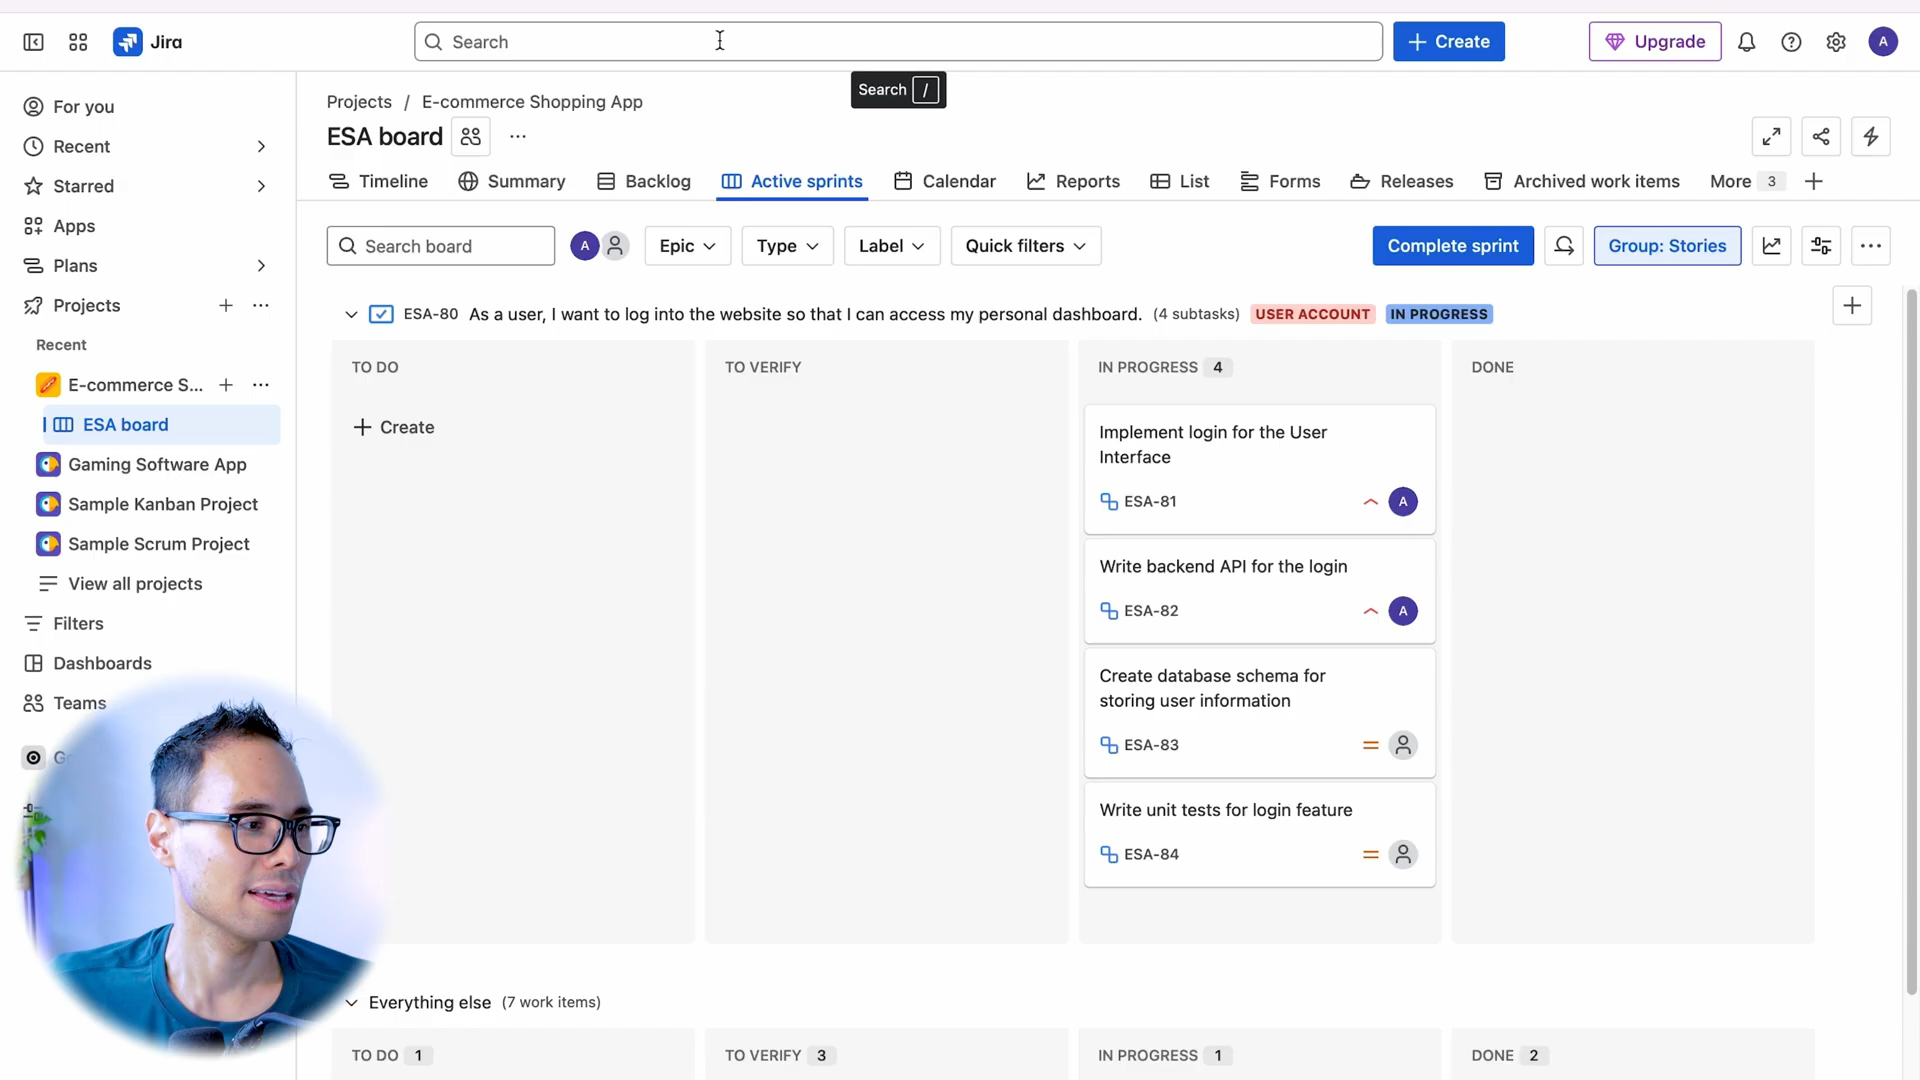 Jira
Search
Create
Upgrade
A
Search /
For you
Recent
Starred
Apps
Plans
Projects
Recent
E-commerce S...
ESA board
Gaming Software App
Sample Kanban Project
Sample Scrum Project
View all projects
Filters
Dashboards
Teams
Projects / E-commerce Shopping App
ESA board
Timeline
Summary
Backlog
Active sprints
Calendar
Reports
List
Forms
Releases
Archived work items
More 3
Search board
A
Epic
Type
Label
Quick filters
Complete sprint
Group: Stories
ESA-80 As a user, I want to log into the website so that I can access my personal dashboard. (4 subtasks) USER ACCOUNT IN PROGRESS
TO DO
TO VERIFY
IN PROGRESS 4
DONE
Create
Implement login for the User
Interface
ESA-81
A
Write backend API for the login
ESA-82
A
Create database schema for
storing user information
ESA-83
Write unit tests for login feature
ESA-84
Everything else (7 work items)
TO DO 1
TO VERIFY 3
IN PROGRESS 1
DONE 2